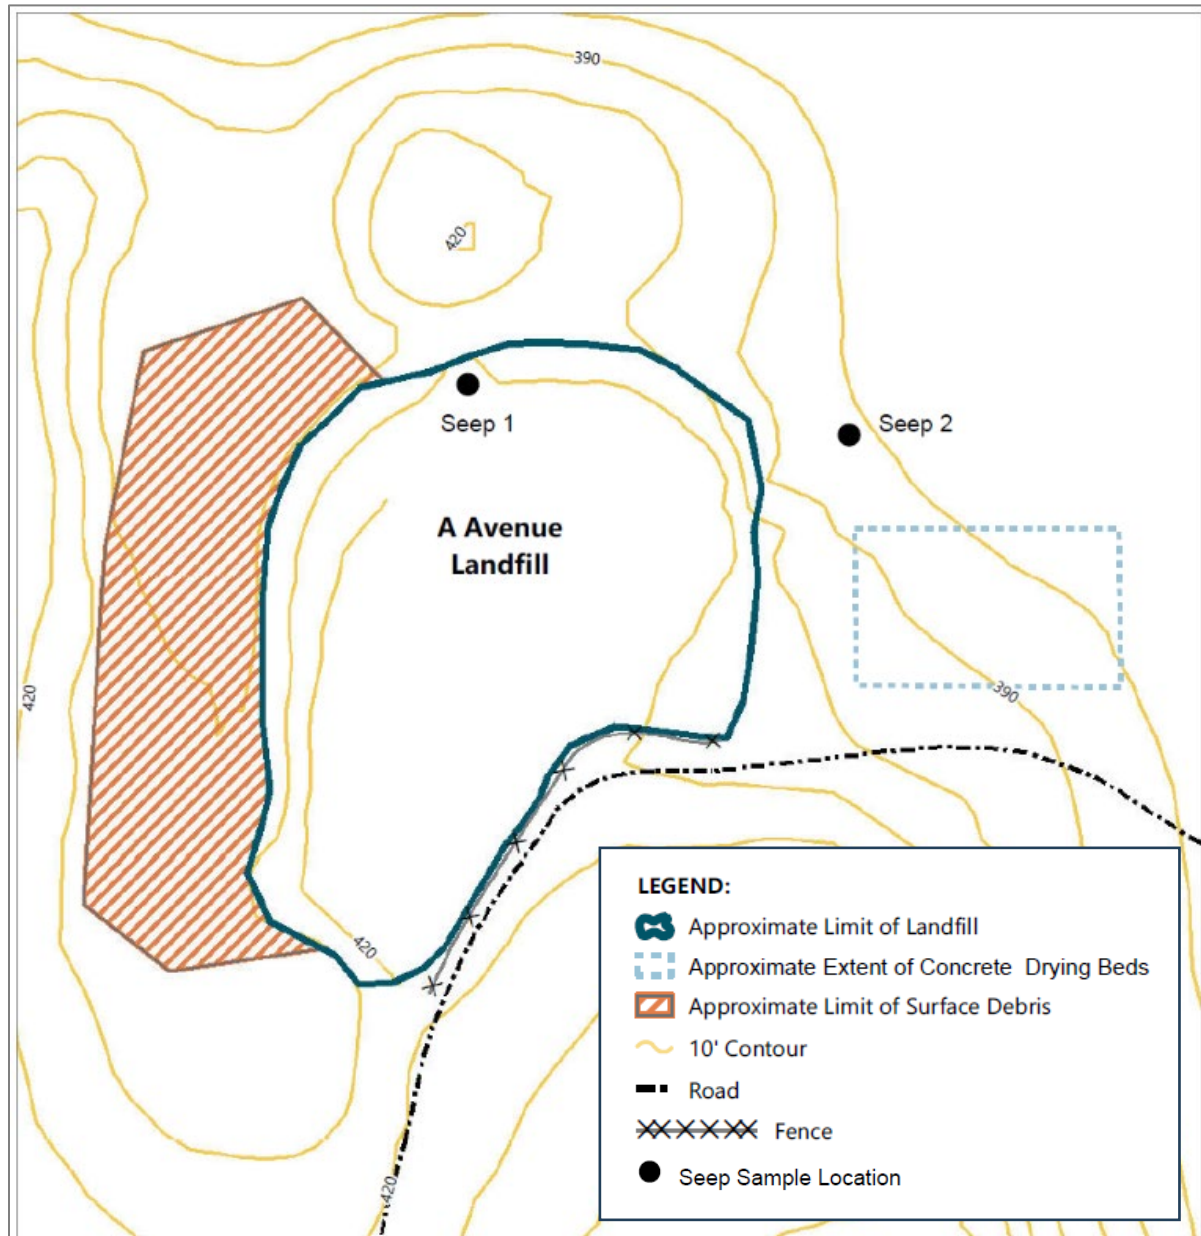 390
420
Seep 1
Seep 2
A Avenue
Landfill
420
390
420
420
LEGEND:
Approximate Limit of Landfill
Approximate Extent of Concrete Drying Beds
Approximate Limit of Surface Debris
10' Contour
Road
Fence
Seep Sample Location